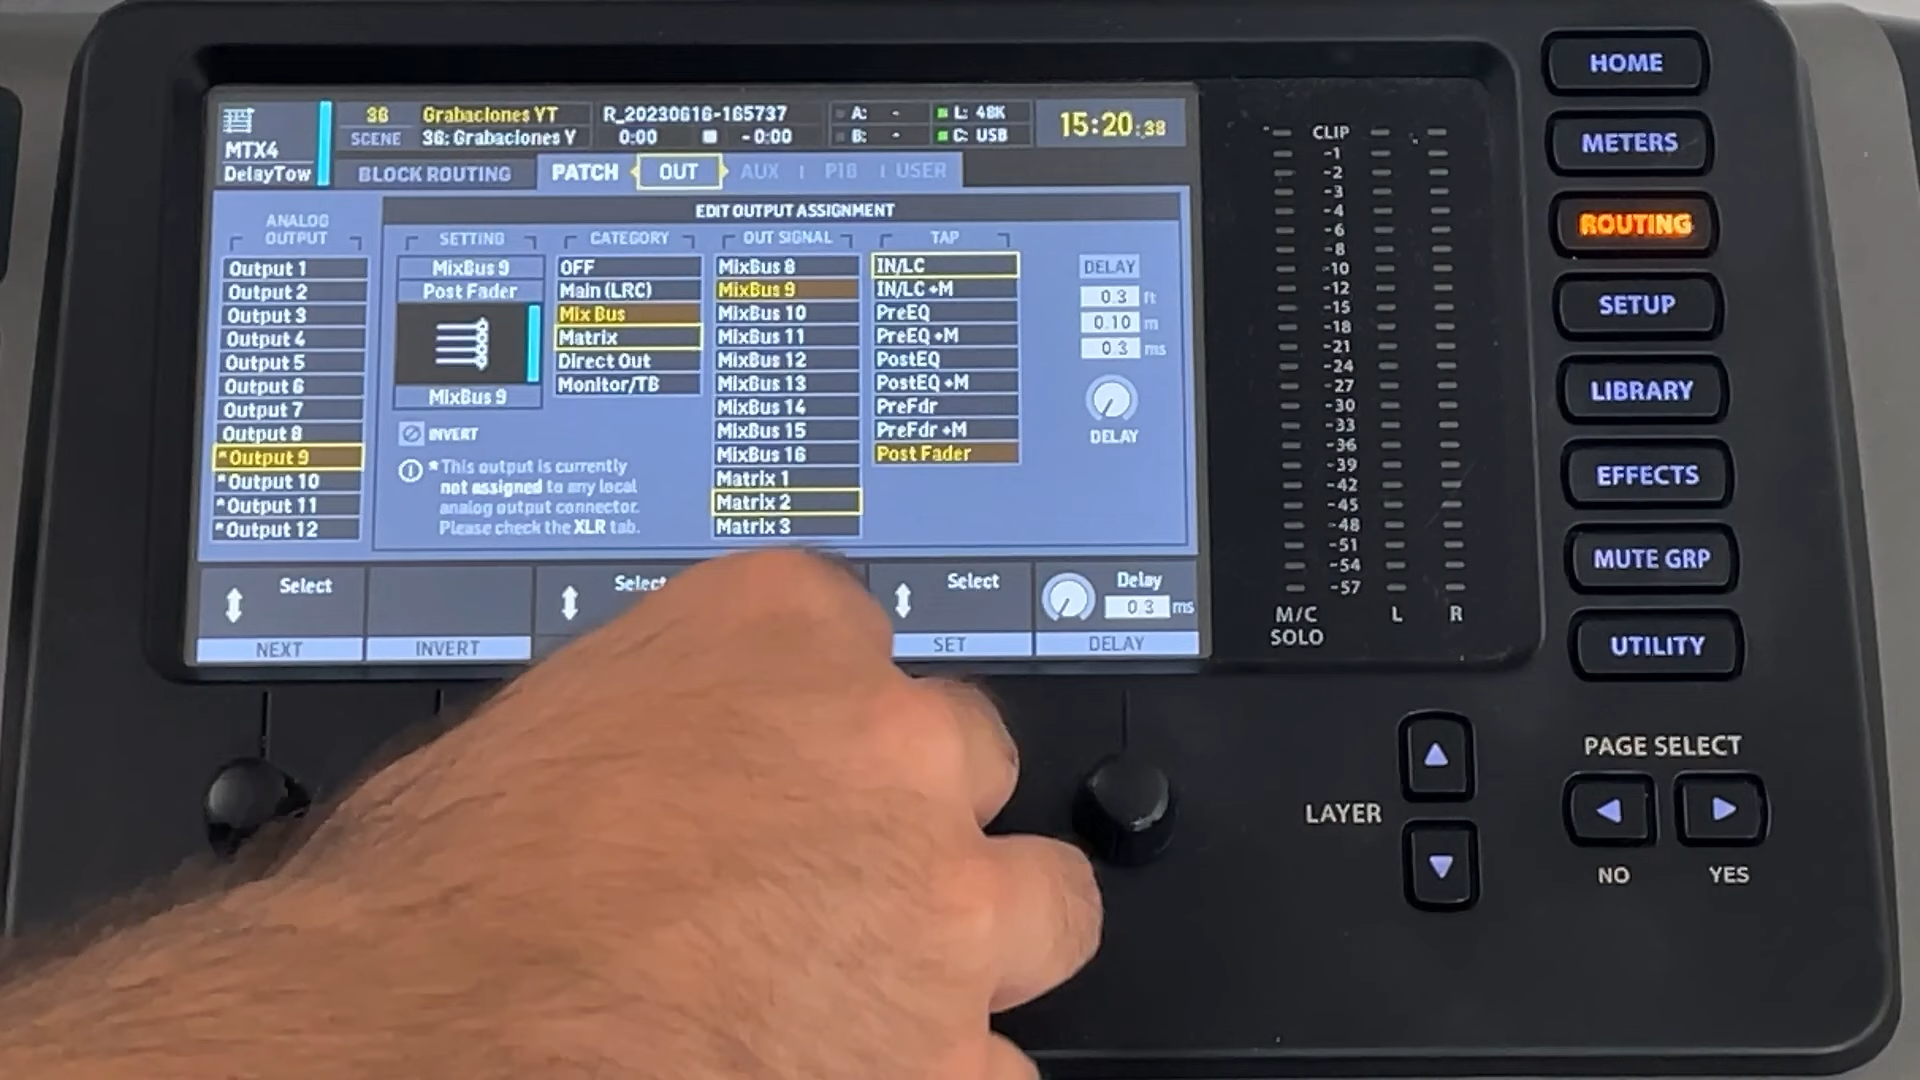 MTX4
DelayTow
36
SCENE
Grabaciones YT
36: Grabaciones Y
R_20230616-165737
0:00
-0:00
A: -
B: -
L: 48K
C: USB
15:20:38
BLOCK ROUTING
PATCH
OUT
AUX
P16
USER
ANALOG
OUTPUT
Output 1
Output 2
Output 3
Output 4
Output 5
Output 6
Output 7
Output 8
*Output 9
*Output 10
*Output 11
*Output 12
EDIT OUTPUT ASSIGNMENT
SETTING
MixBus 9
Post Fader
MixBus 9
INVERT
*This output is currently
not assigned to any local
analog output connector.
Please check the XLR tab.
CATEGORY
OFF
Main (LRC)
Mix Bus
Matrix
Direct Out
Monitor/TB
OUT SIGNAL
MixBus 8
MixBus 9
MixBus 10
MixBus 11
MixBus 12
MixBus 13
MixBus 14
MixBus 15
MixBus 16
Matrix 1
Matrix 2
Matrix 3
TAP
IN/LC
IN/LC +M
PreEQ
PreEQ +M
PostEQ
PostEQ +M
PreFdr
PreFdr +M
Post Fader
DELAY
0.3 ft
0.10 m
0.3 ms
DELAY
Select
NEXT
INVERT
Select
Select
SET
Delay
0.3 ms
DELAY
CLIP
-1
-2
-3
-4
-6
-8
-10
-12
-15
-18
-21
-24
-27
-30
-33
-36
-39
-42
-45
-48
-51
-54
-57
M/C
SOLO
L
R
HOME
METERS
ROUTING
SETUP
LIBRARY
EFFECTS
MUTE GRP
UTILITY
LAYER
PAGE SELECT
NO
YES